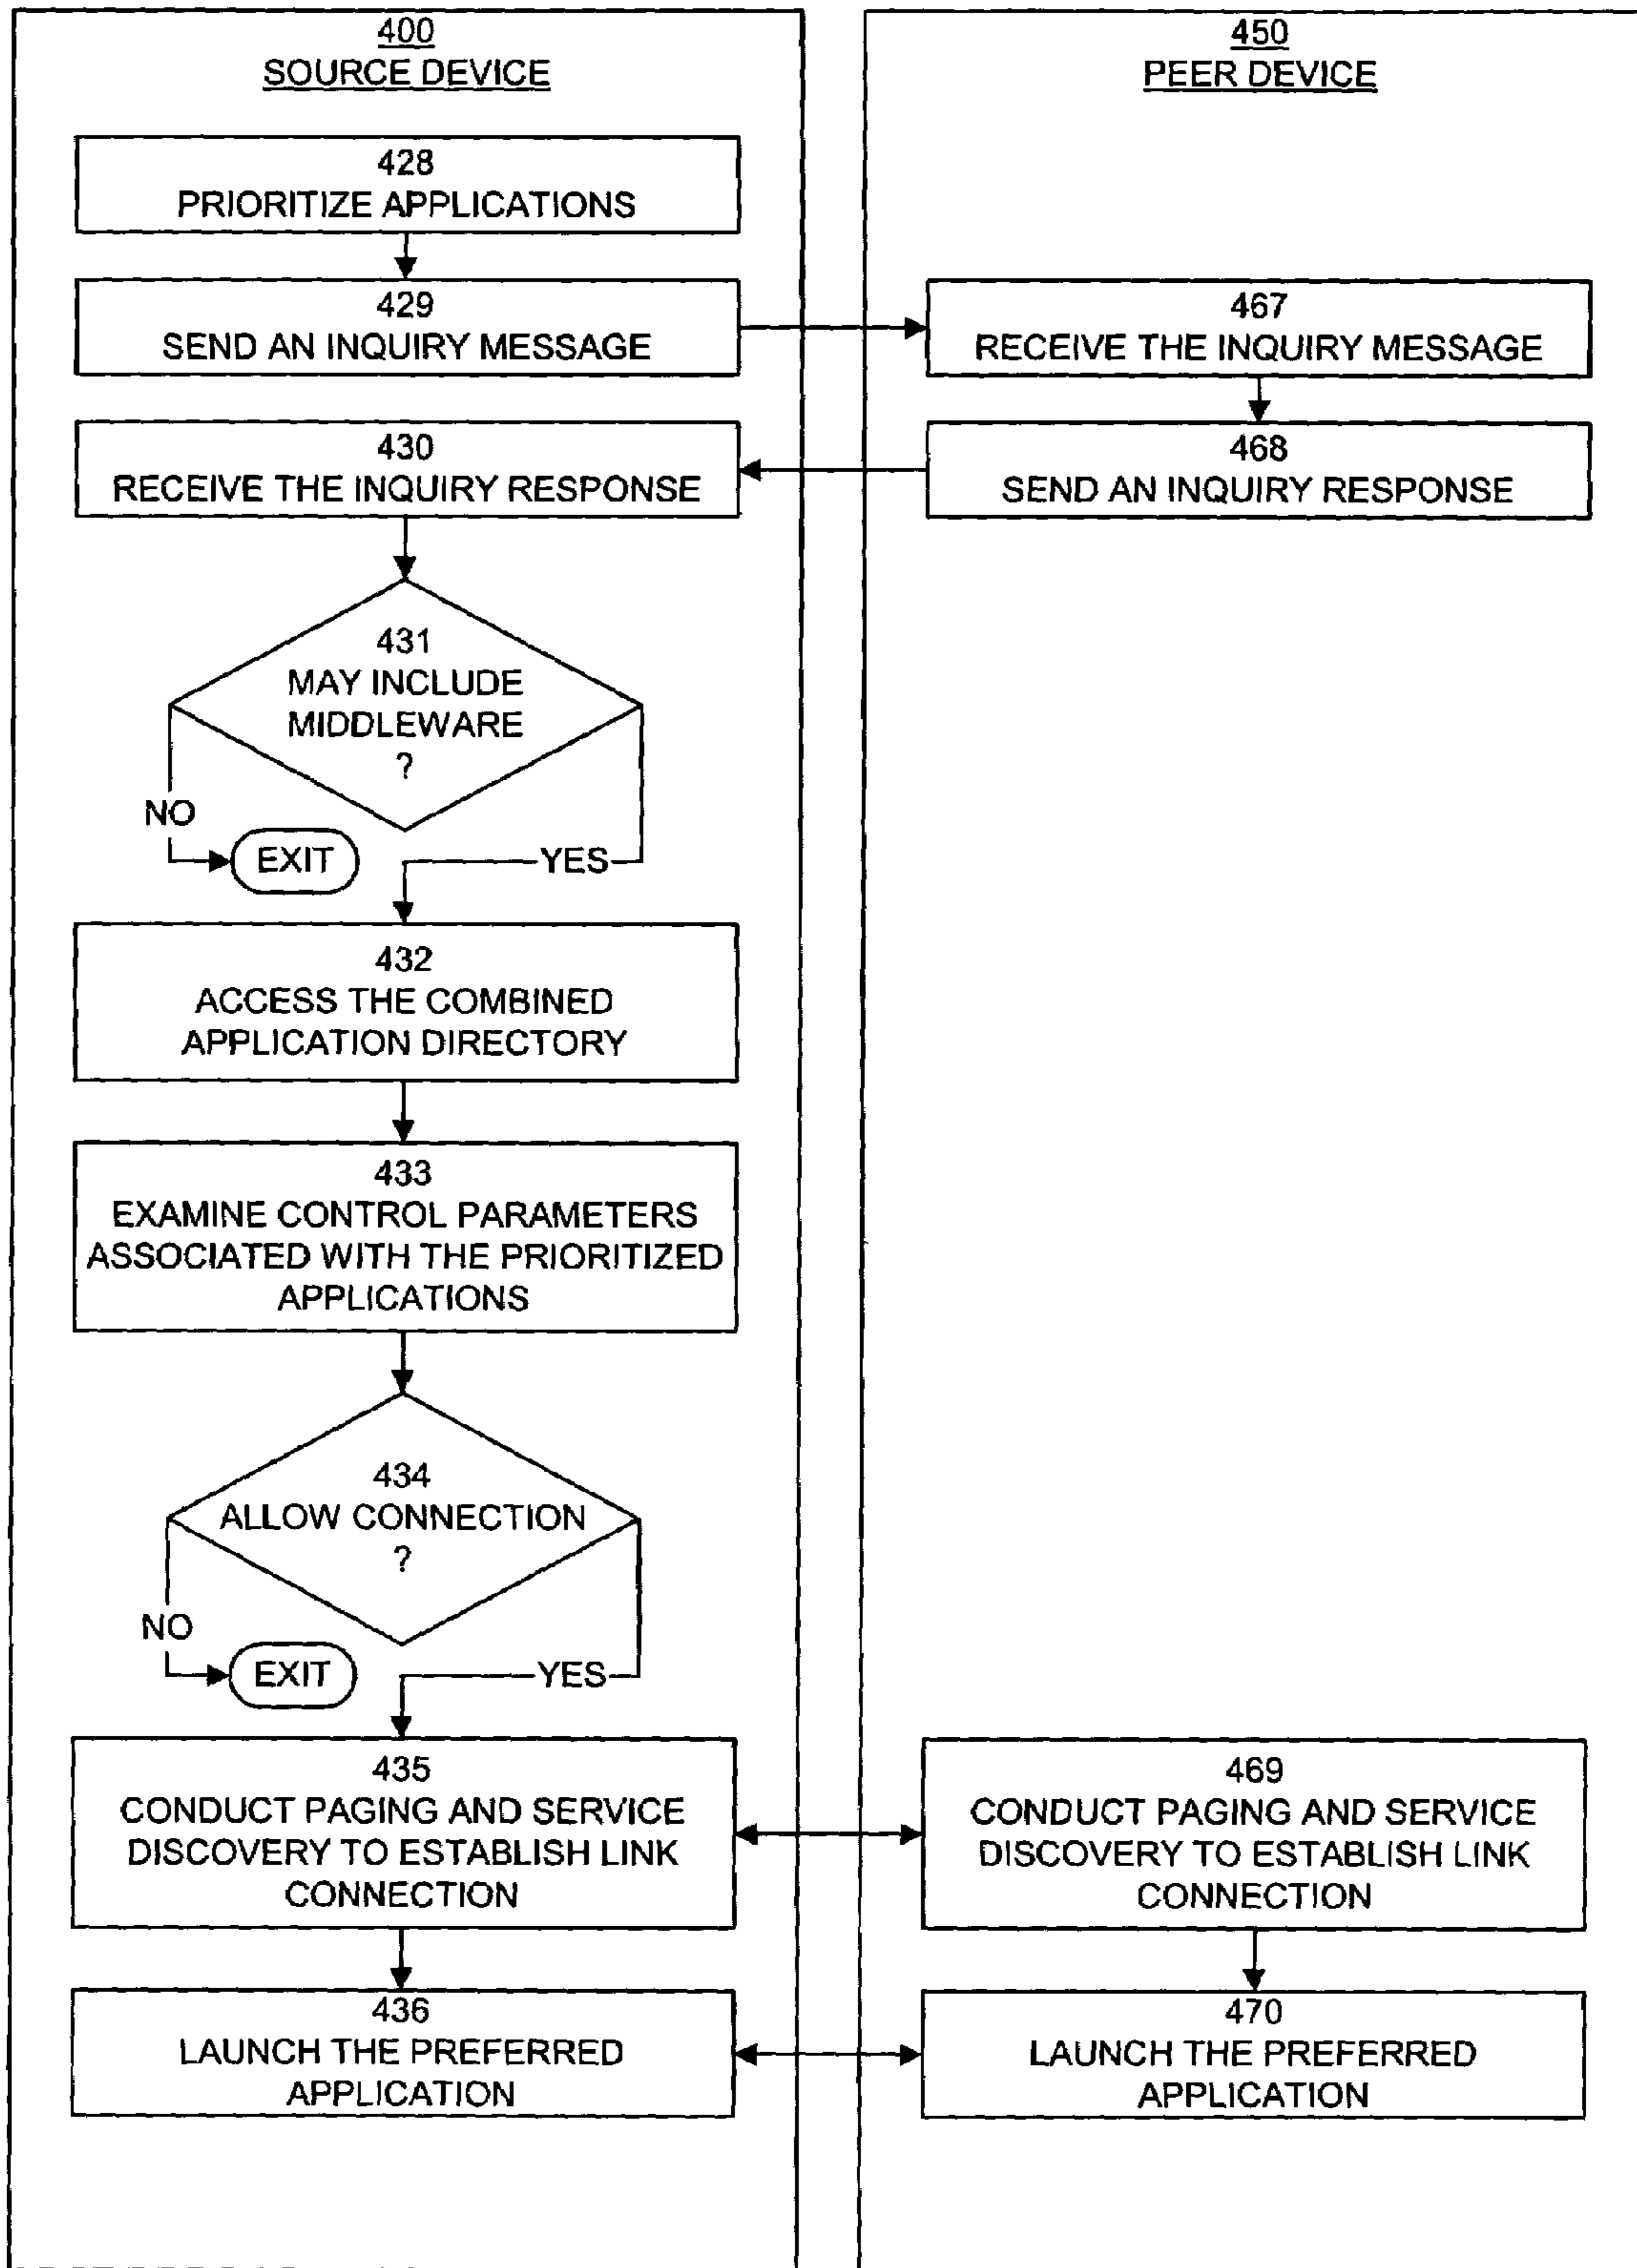 400
SOURCE DEVICE
450
PEER DEVICE
428
PRIORITIZE APPLICATIONS
429
SEND AN INQUIRY MESSAGE
467
RECEIVE THE INQUIRY MESSAGE
430
RECEIVE THE INQUIRY RESPONSE
468
SEND AN INQUIRY RESPONSE
431
MAY INCLUDE
MIDDLEWARE
?
NO
EXIT
YES
432
ACCESS THE COMBINED
APPLICATION DIRECTORY
433
EXAMINE CONTROL PARAMETERS
ASSOCIATED WITH THE PRIORITIZED
APPLICATIONS
434
ALLOW CONNECTION
?
NO
EXIT
YES
435
CONDUCT PAGING AND SERVICE
DISCOVERY TO ESTABLISH LINK
CONNECTION
469
CONDUCT PAGING AND SERVICE
DISCOVERY TO ESTABLISH LINK
CONNECTION
436
LAUNCH THE PREFERRED
APPLICATION
470
LAUNCH THE PREFERRED
APPLICATION